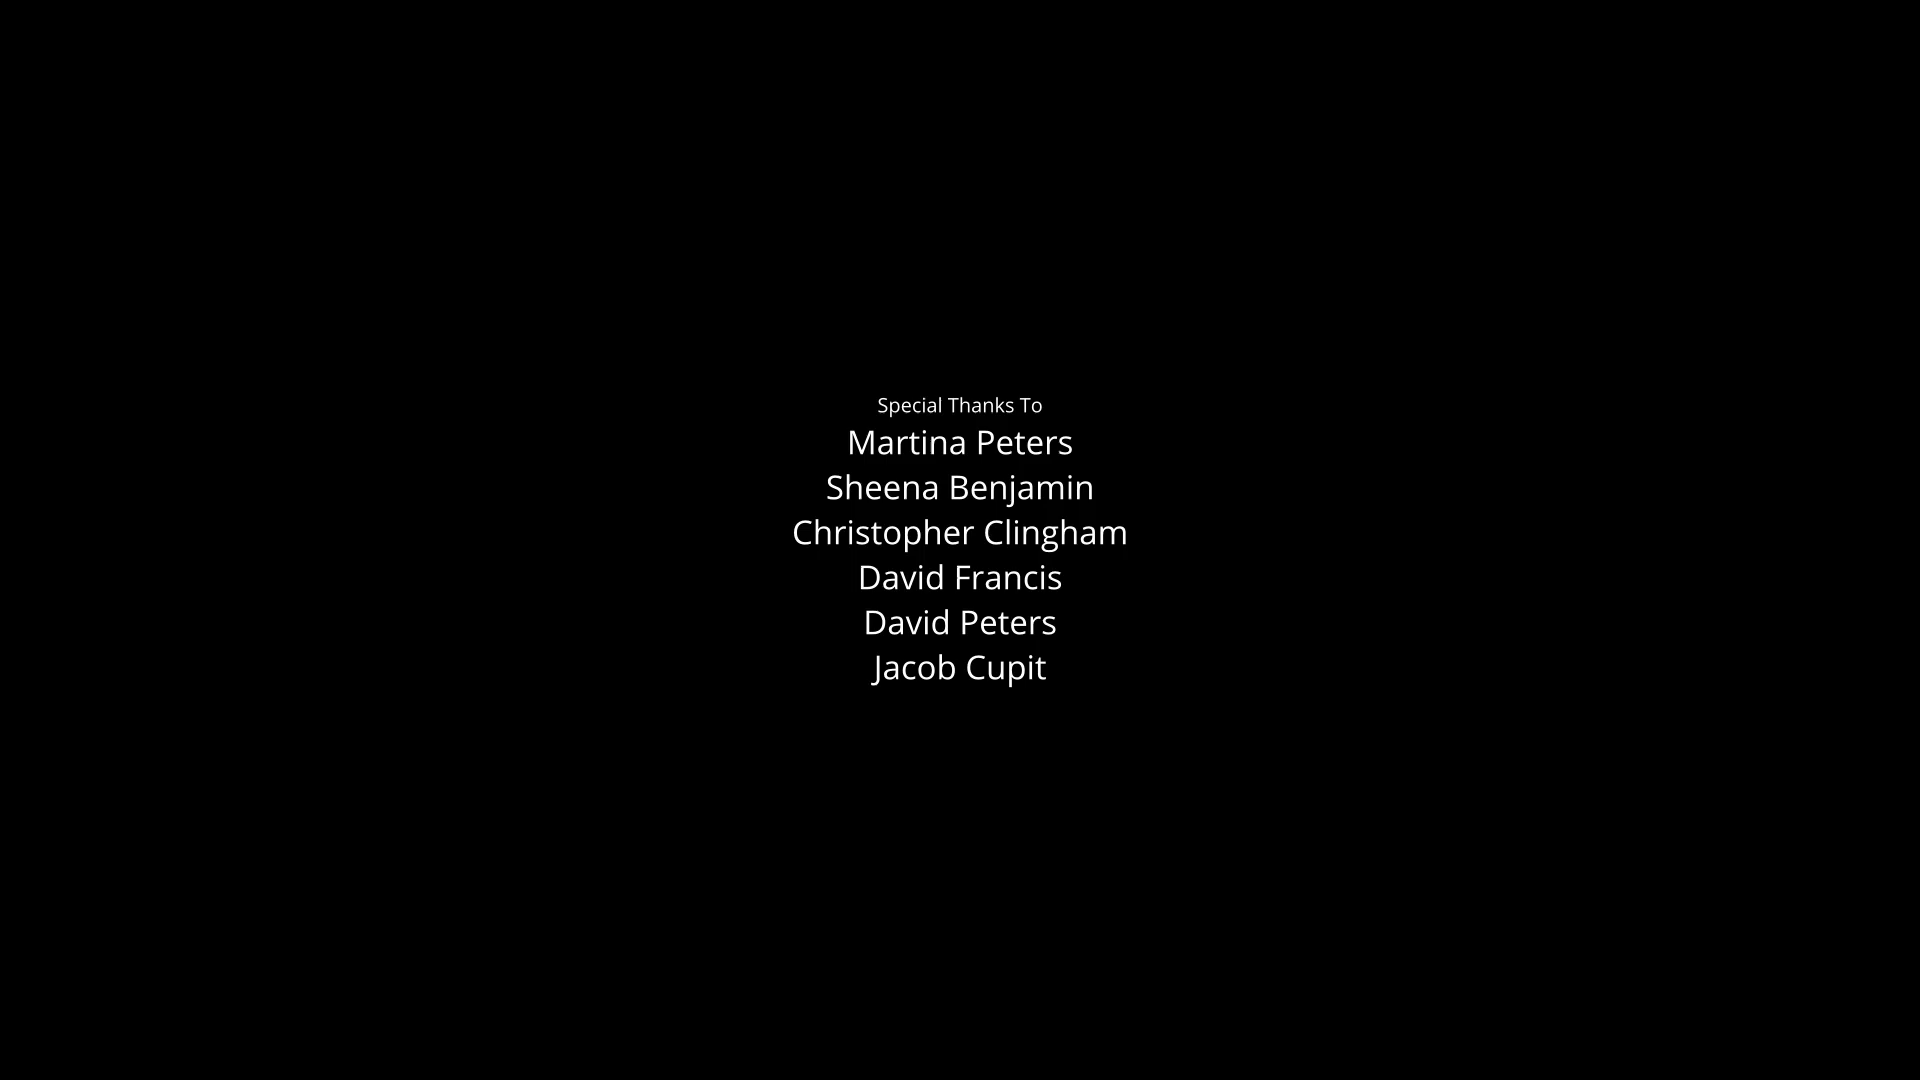 Special Thanks To
Martina Peters
Sheena Benjamin
Christopher Clingham
David Francis
David Peters
Jacob Cupit